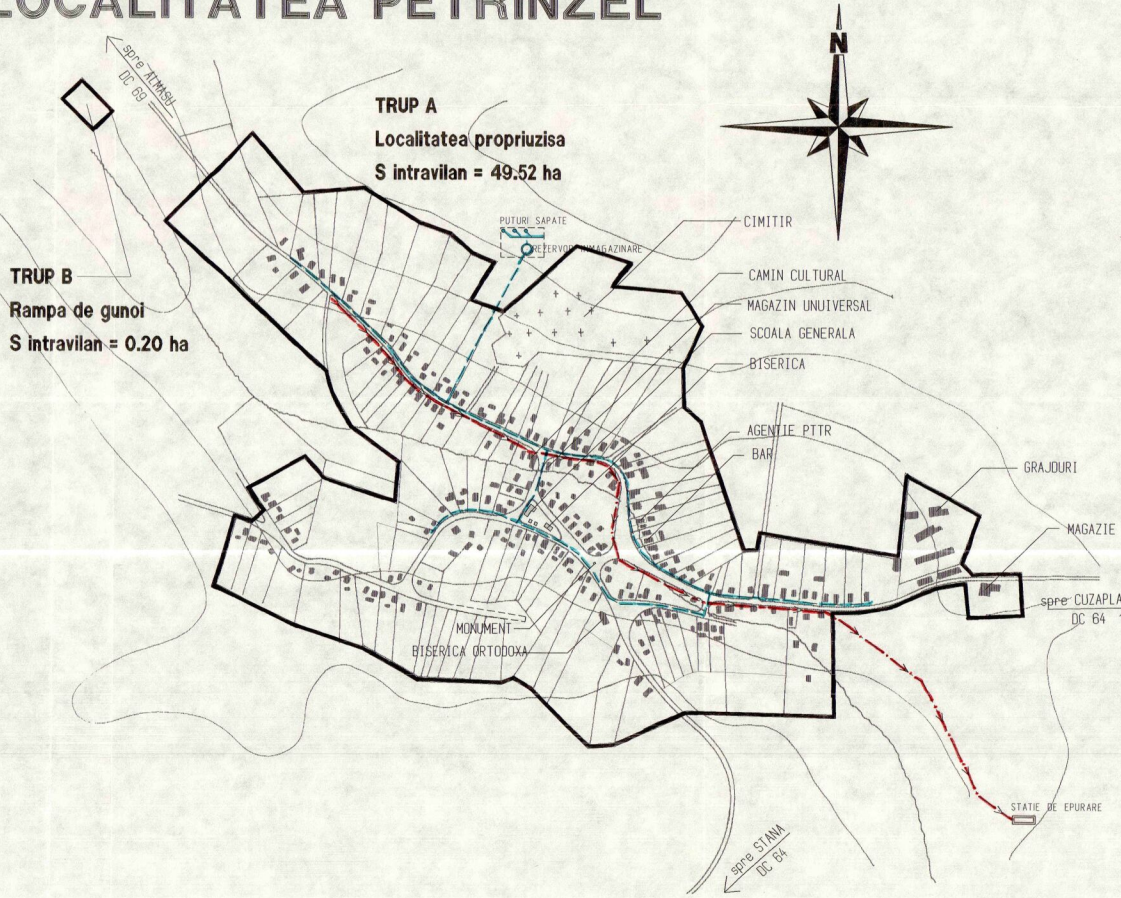 LOCALITATEA PETRINZEL
N
spre ALMASU
DC 69
TRUP A
Localitatea propriuzisa
S intravilan = 49.52 ha
PUTURI SAPATE
REZERVOR INMAGAZINARE
CIMITIR
TRUP B
Rampa de gunoi
S intravilan = 0.20 ha
CAMIN CULTURAL
MAGAZIN UNUIVERSAL
SCOALA GENERALA
BISERICA
AGENTIE PTTR
BAR
GRAJDURI
MAGAZIE
spre CUZAPLA
DC 64
MONUMENT
BISERICA ORTODOXA
STATIE DE EPURARE
spre STANA
DC 64